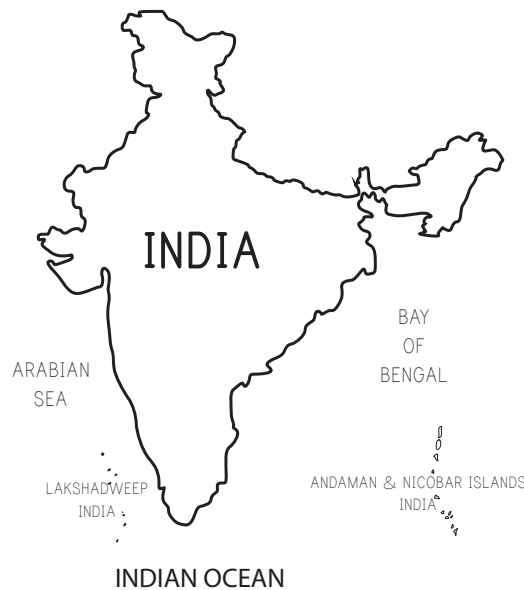 INDIA
BAY
OF
BENGAL
ARABIAN
SEA
LAKSHADWEEP
INDIA
ANDAMAN & NICOBAR ISLANDS
INDIA
INDIAN OCEAN